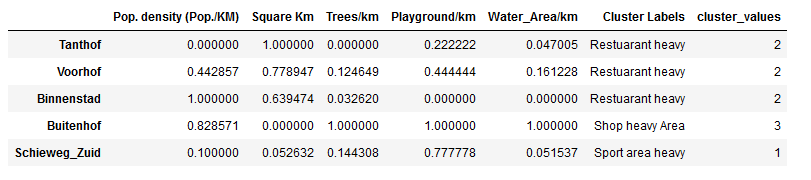 Pop. density (Pop./KM) Square Km Trees/km Playground/km Water_Area/km Cluster Labels cluster_values
Tanthof 0.000000 1.000000 0.000000 0.222222 0.047005 Restuarant heavy 2
Voorhof 0.442857 0.778947 0.124649 0.444444 0.161228 Restuarant heavy 2
Binnenstad 1.000000 0.639474 0.032620 0.000000 0.000000 Restuarant heavy 2
Buitenhof 0.828571 0.000000 1.000000 1.000000 1.000000 Shop heavy Area 3
Schieweg_Zuid 0.100000 0.052632 0.144308 0.777778 0.051537 Sport area heavy 1